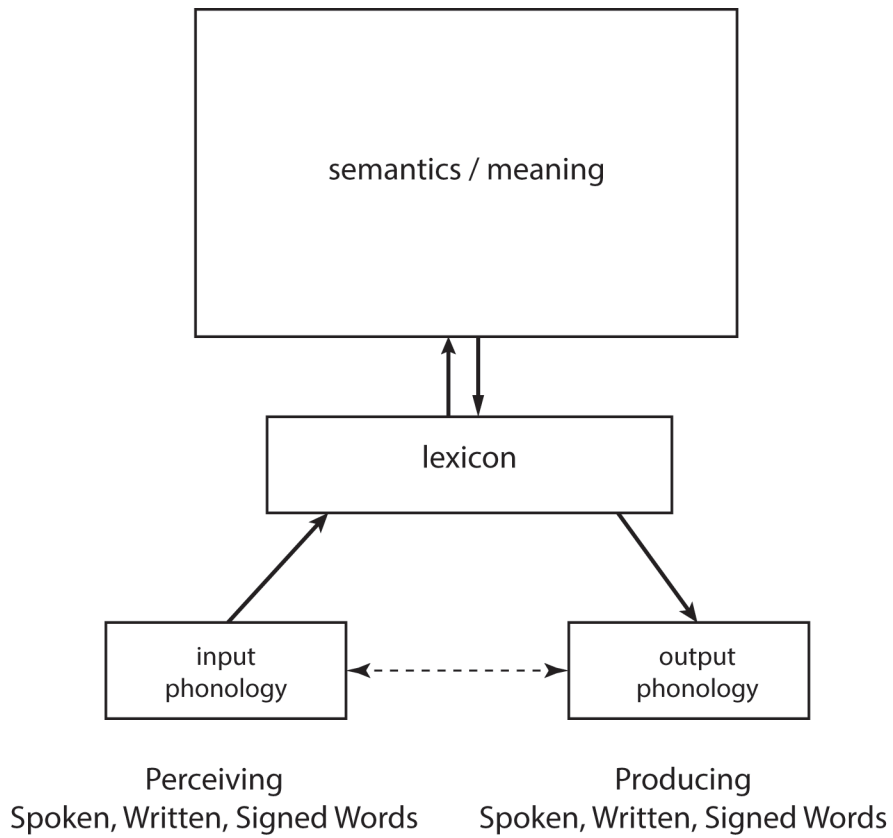 semantics / meaning
lexicon
input
phonology
output
phonology
Perceiving
Spoken, Written, Signed Words
Producing
Spoken, Written, Signed Words